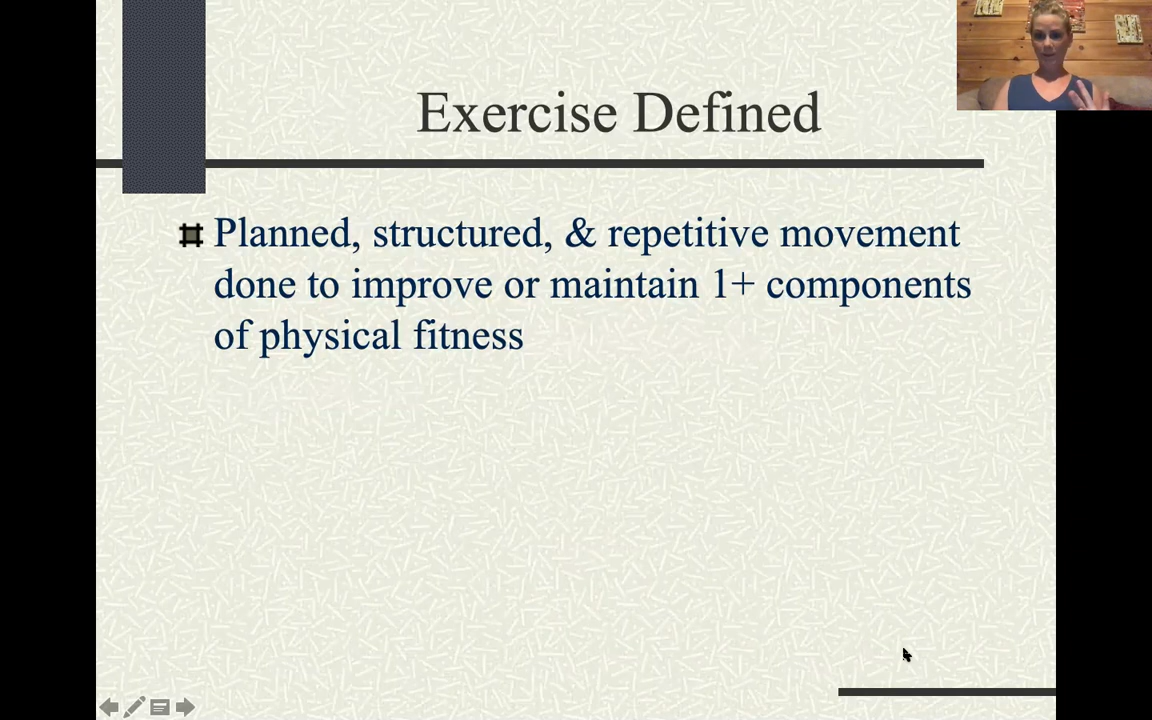 Exercise Defined
Planned, structured, & repetitive movement
done to improve or maintain 1+ components
of physical fitness